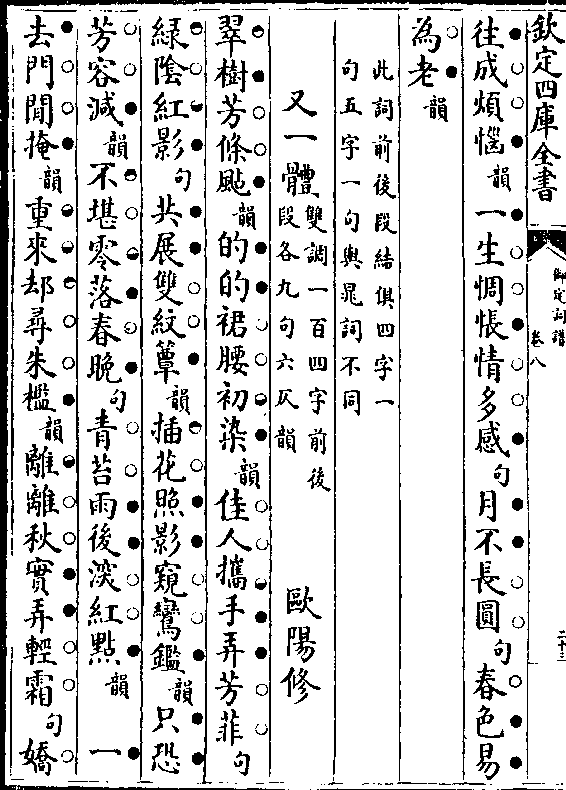 欽定四庫全書
御定詞譜
卷八
二十三
往成煩惱韻一生惆悵情多感句月不長圓句春色易
為老韻
此詞前後段結俱四字一
句五字一句與晁詞不同
又一體雙調一百四字前後
段各九句六仄韻
歐陽修
翠樹芳條颭韻的的裙腰初染韻佳人攜手弄芳菲句
綠陰紅影句共展雙紋簟韻插花照影窺鸞鑑韻只恐
芳容減韻不堪零落春晚句青苔雨後深紅點韻一
去門閒掩韻重來却尋朱檻韻離離秋實弄輕霜句嬌